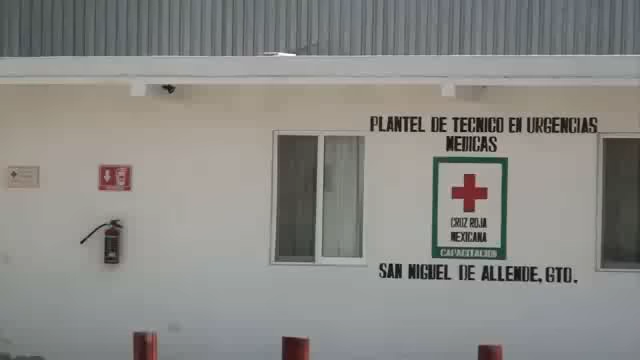 PLANTEL DE TECNICO EN URGENCIAS
MEDICAS
CRUZ ROJA
MEXICANA
CAPACITACION
SAN MIGUEL DE ALLENDE, GTO.